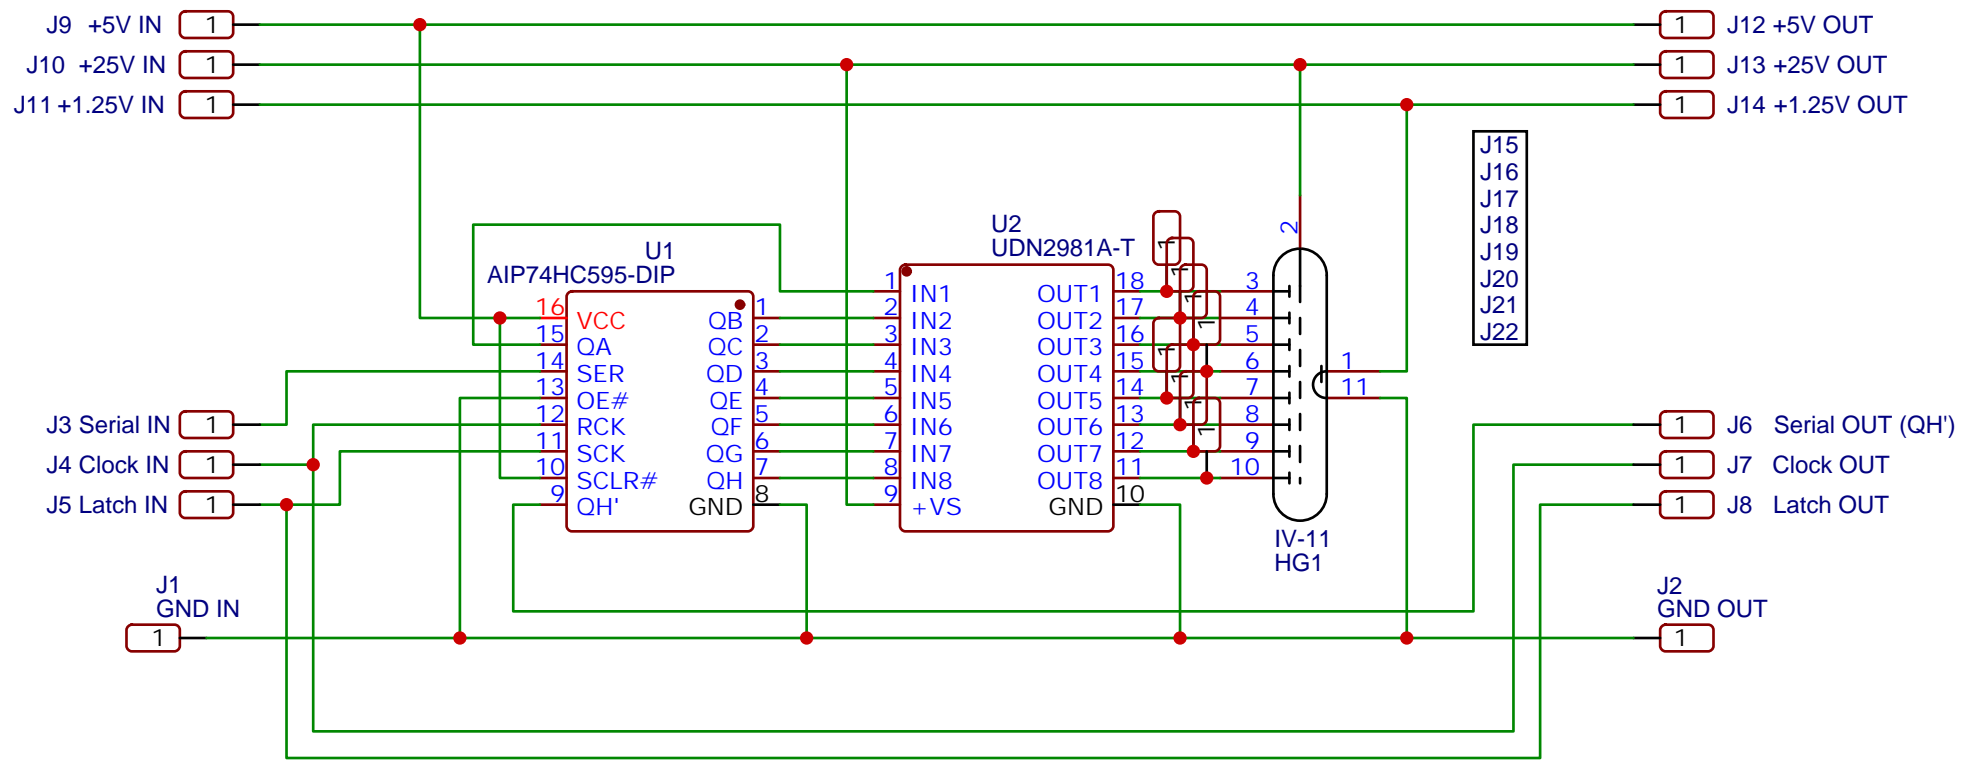 J9 +5V IN 1
1 J12 +5V OUT
J10 +25V IN 1
1 J13 +25V OUT
J11 +1.25V IN 1
1 J14 +1.25V OUT
J15
J16
J17
J18
J19
J20
J21
J22
U1
AIP74HC595-DIP
16 VCC
15 QA
14 SER
13 OE#
12 RCK
11 SCK
10 SCLR#
9 QH'
QB 1
QC 2
QD 3
QE 4
QF 5
QG 6
QH 7
GND 8
U2
UDN2981A-T
1 IN1
2 IN2
3 IN3
4 IN4
5 IN5
6 IN6
7 IN7
8 IN8
9 +VS
OUT1 18
OUT2 17
OUT3 16
OUT4 15
OUT5 14
OUT6 13
OUT7 12
OUT8 11
GND 10
1
1
1
1
1
1
1
1
2
3
4
5
6
7
8
9
10
1
11
IV-11
HG1
J3 Serial IN 1
J4 Clock IN 1
J5 Latch IN 1
1 J6 Serial OUT (QH')
1 J7 Clock OUT
1 J8 Latch OUT
J1
GND IN
1
J2
GND OUT
1